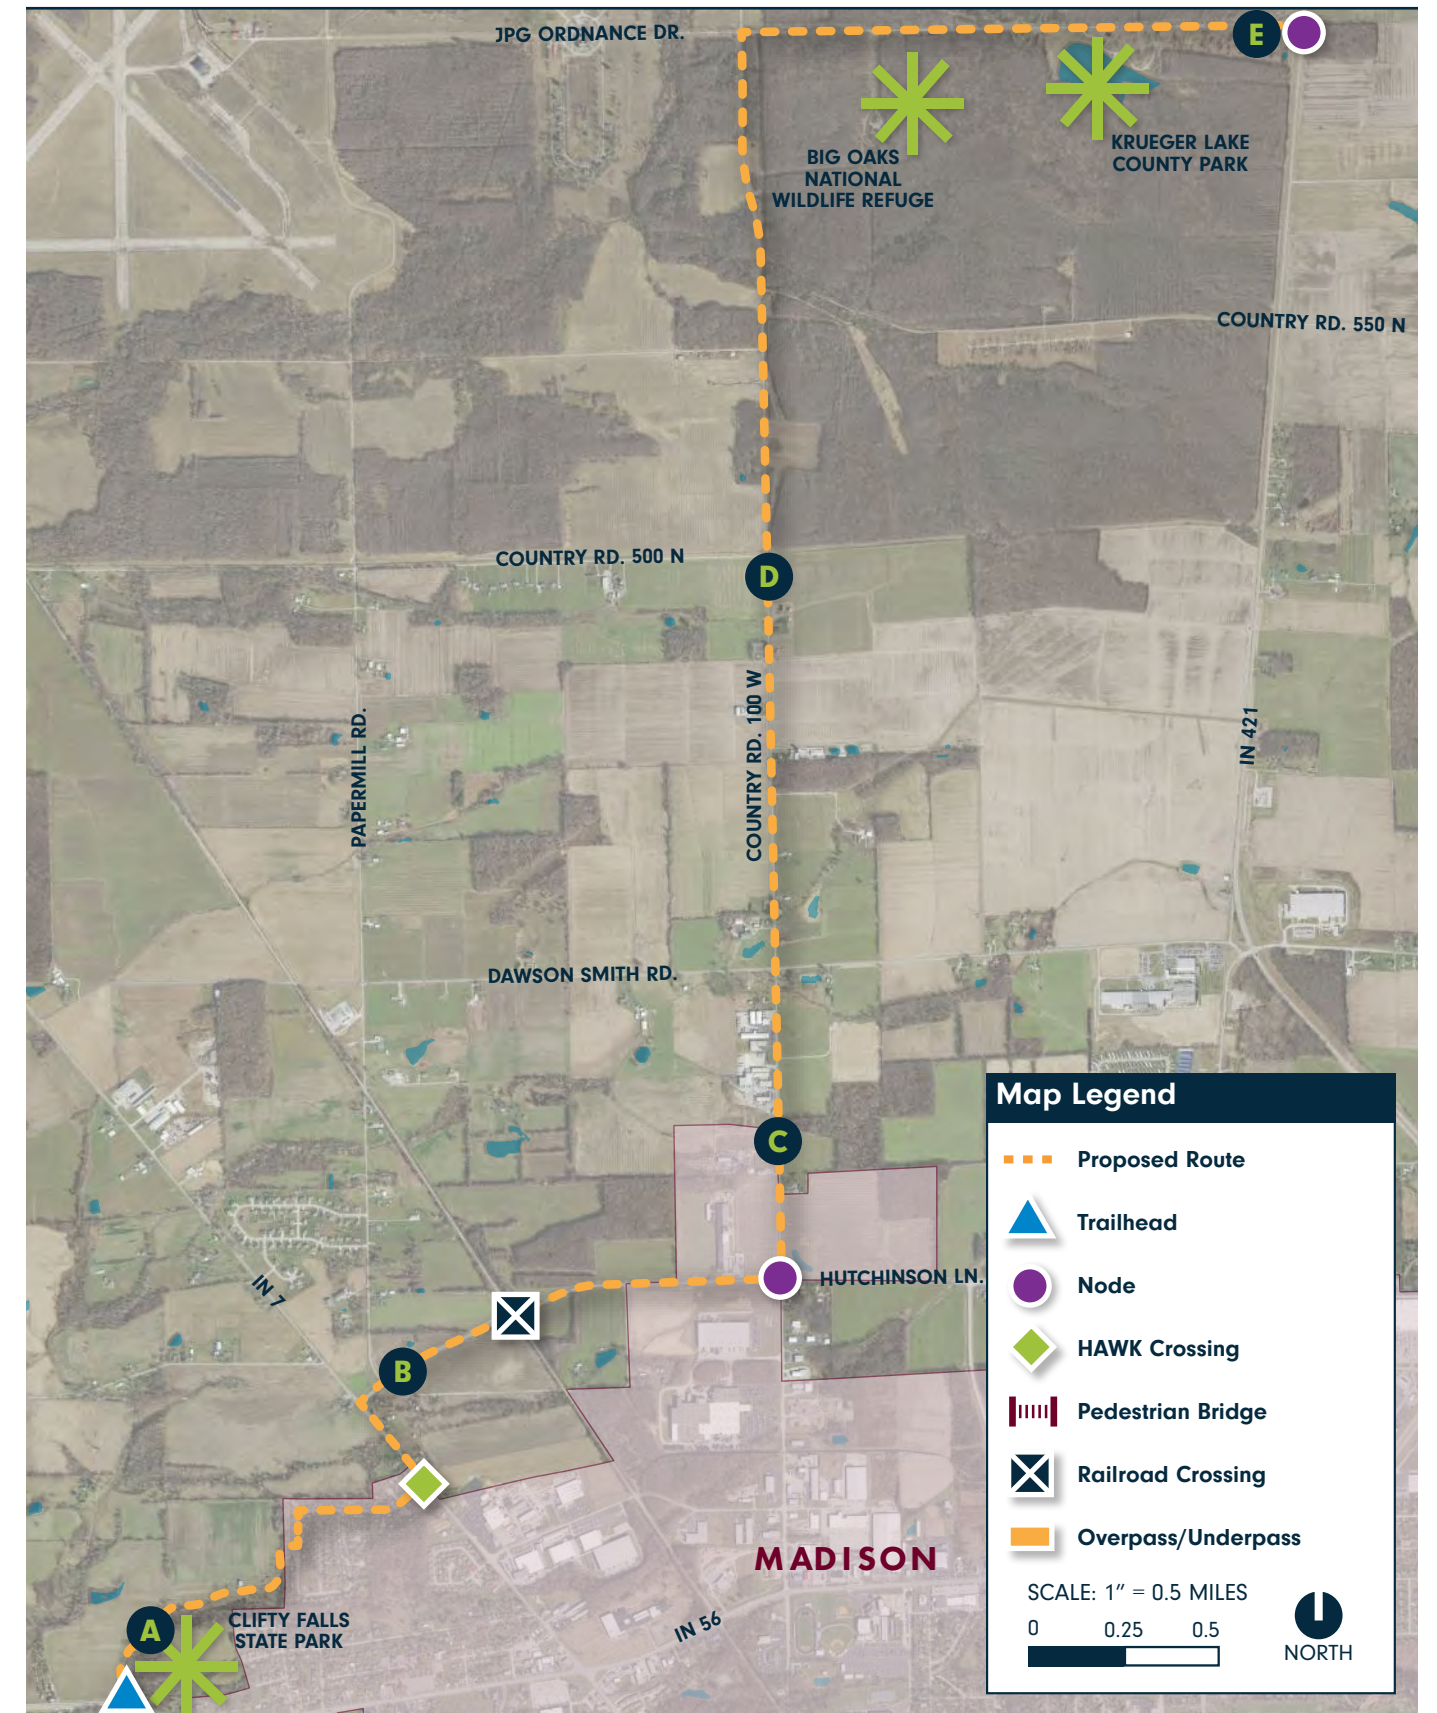 JPG ORDNANCE DR.
E
BIG OAKS
NATIONAL
WILDLIFE REFUGE
KRUEGER LAKE
COUNTY PARK
COUNTRY RD. 550 N
COUNTRY RD. 500 N
D
PAPERMILL RD.
COUNTRY RD. 100 W
IN 421
DAWSON SMITH RD.
C
IN 7
HUTCHINSON LN.
B
MADISON
IN 56
A
CLIFTY FALLS
STATE PARK
Map Legend
Proposed Route
Trailhead
Node
HAWK Crossing
Pedestrian Bridge
Railroad Crossing
Overpass/Underpass
SCALE: 1” = 0.5 MILES
0 0.25 0.5
NORTH